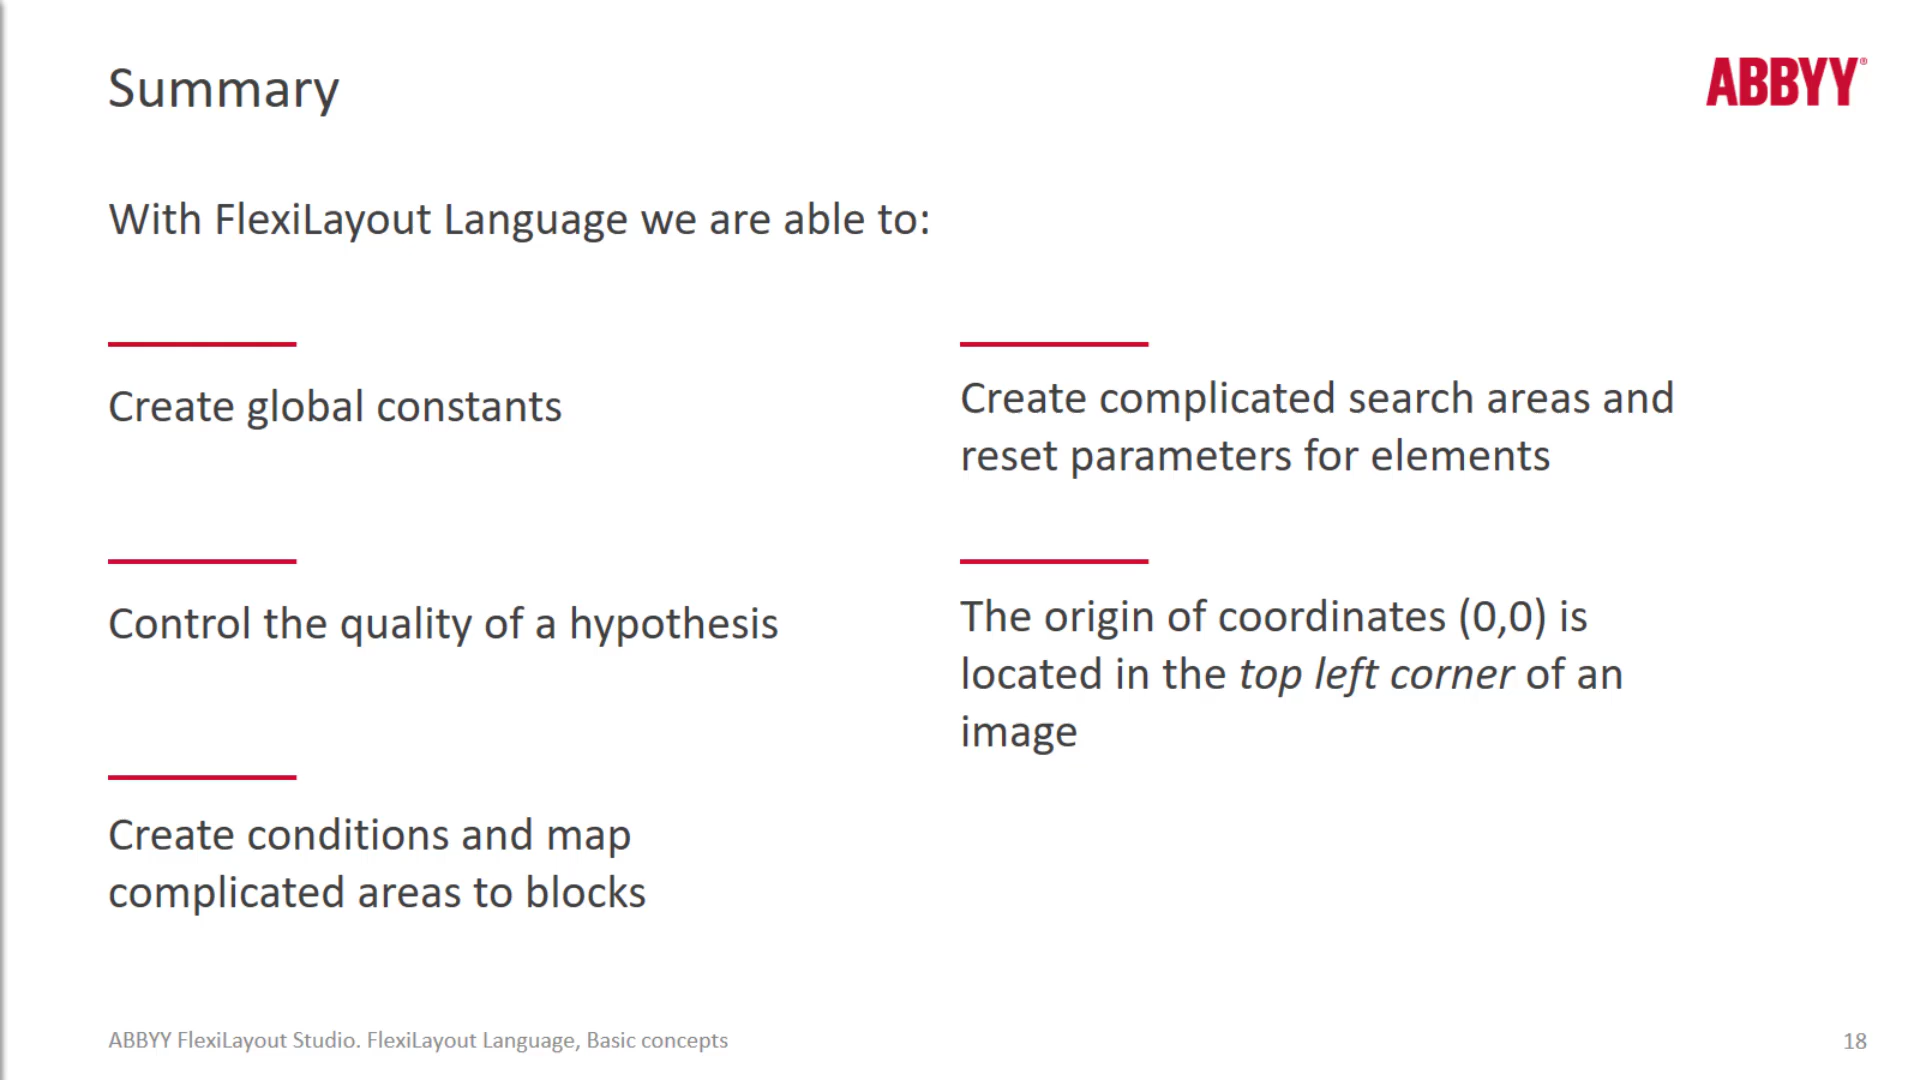 Summary
ABBYY®
With FlexiLayout Language we are able to:
Create global constants
Control the quality of a hypothesis
Create conditions and map
complicated areas to blocks
Create complicated search areas and
reset parameters for elements
The origin of coordinates (0,0) is
located in the top left corner of an
image
ABBYY FlexiLayout Studio. FlexiLayout Language, Basic concepts
18